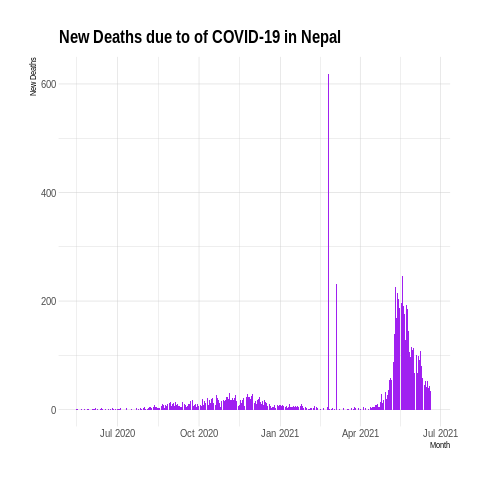 New Deaths due to of COVID-19 in Nepal
New Deaths
600
400
200
0
Jul 2020 Oct 2020 Jan 2021 Apr 2021 Jul 2021
Month